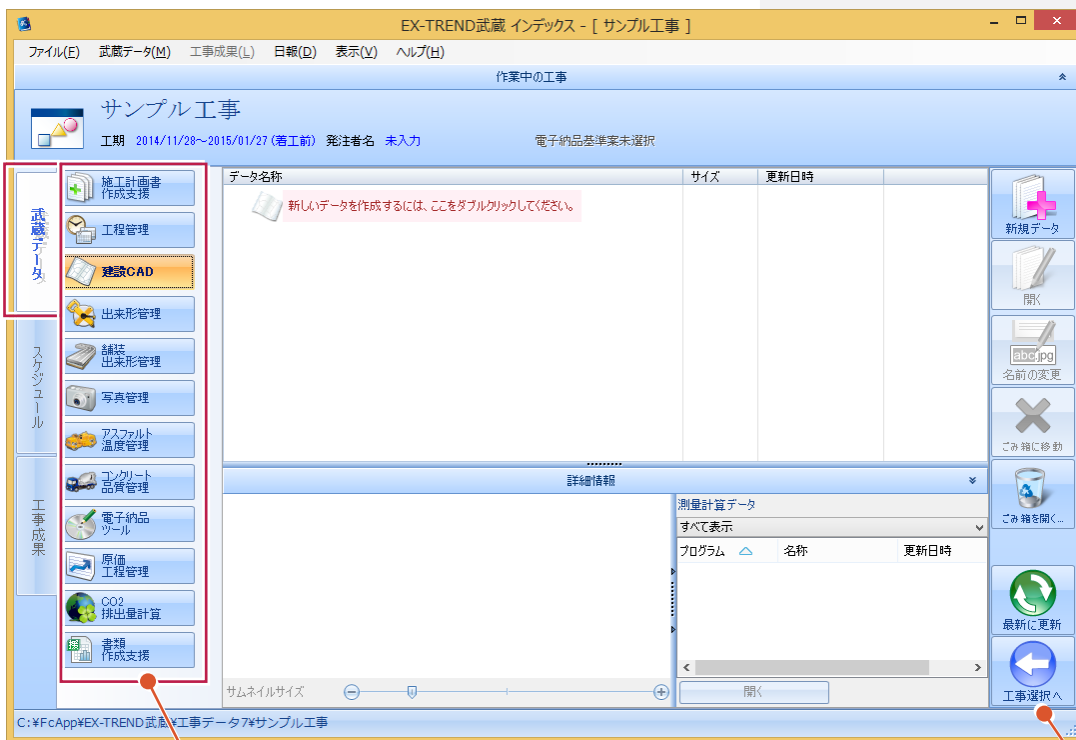 EX-TREND武蔵 インデックス - [ サンプル工事 ]
ファイル(F) 武蔵データ(M) 工事成果(L) 日報(D) 表示(V) ヘルプ(H)
作業中の工事
サンプル工事
工期 2014/11/28～2015/01/27 (着工前) 発注者名 未入力 電子納品基準案未選択
武蔵データ
スケジュール
工事成果
施工計画書
作成支援
工程管理
建設CAD
出来形管理
舗装
出来形管理
写真管理
アスファルト
温度管理
コンクリート
品質管理
電子納品
ツール
原価
工程管理
CO2
排出量計算
書類
作成支援
データ名称 サイズ 更新日時
新しいデータを作成するには、ここをダブルクリックしてください。
詳細情報
測量計算データ
すべて表示
プログラム 名称 更新日時
サムネイルサイズ
開く
新規データ
開く
abc.jpg
名前の変更
ごみ箱に移動
ごみ箱を開く...
最新に更新
工事選択へ
C:¥FcApp¥EX-TREND武蔵¥工事データ7¥サンプル工事